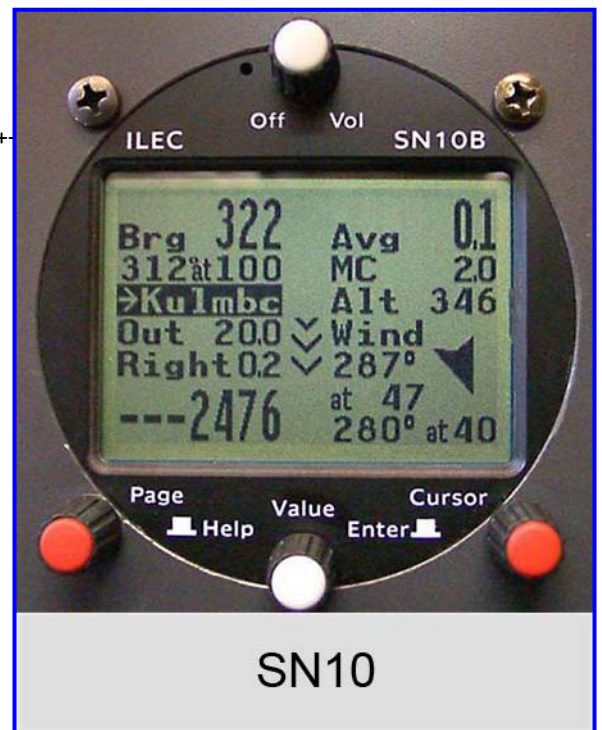 Off Vol
ILEC SN10B
Brg 322 Avg 0.1
312°at100 MC 2.0
→Kulmbc Alt 346
Out 20.0 Wind
Right 0.2 287°
at 47
---2476 280° at 40
Page Value Cursor
Help Enter
SN10